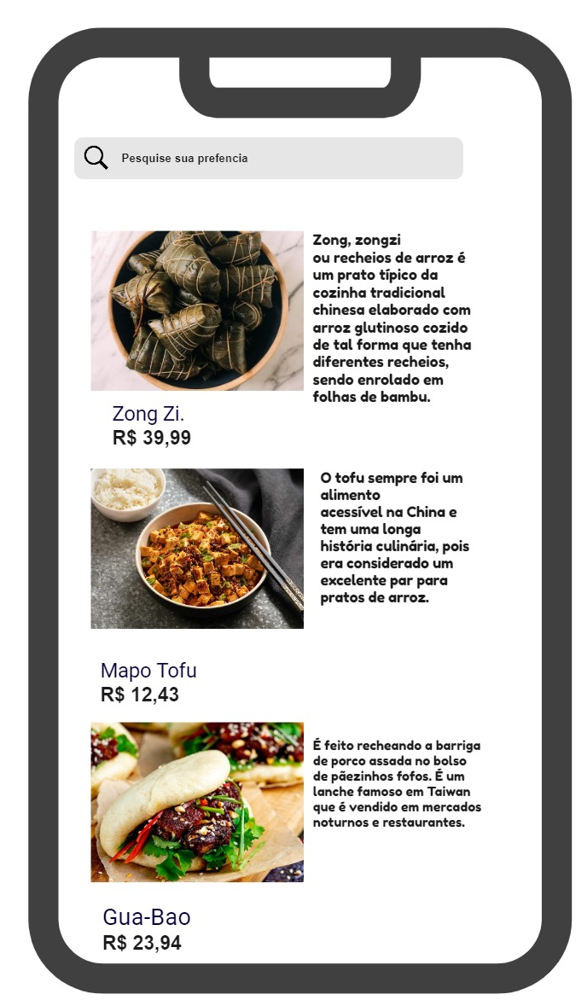 Pesquise sua prefencia
Zong, zongzi
ou recheios de arroz é
um prato típico da
cozinha tradicional
chinesa elaborado com
arroz glutinoso cozido
de tal forma que tenha
diferentes recheios,
sendo enrolado em
folhas de bambu.
Zong Zi.
R$ 39,99
O tofu sempre foi um
alimento
acessível na China e
tem uma longa
história culinária, pois
era considerado um
excelente par para
pratos de arroz.
Mapo Tofu
R$ 12,43
É feito recheando a barriga
de porco assada no bolso
de pãezinhos fofos. É um
lanche famoso em Taiwan
que é vendido em mercados
noturnos e restaurantes.
Gua-Bao
R$ 23,94